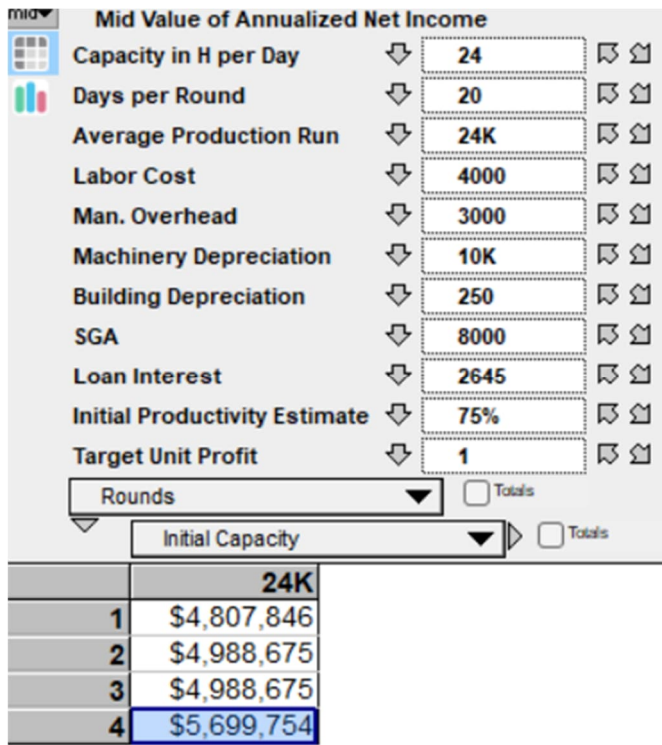 mid Mid Value of Annualized Net Income
Capacity in H per Day 24
Days per Round 20
Average Production Run 24K
Labor Cost 4000
Man. Overhead 3000
Machinery Depreciation 10K
Building Depreciation 250
SGA 8000
Loan Interest 2645
Initial Productivity Estimate 75%
Target Unit Profit 1
Rounds Totals
Initial Capacity Totals
24K
1 $4,807,846
2 $4,988,675
3 $4,988,675
4 $5,699,754